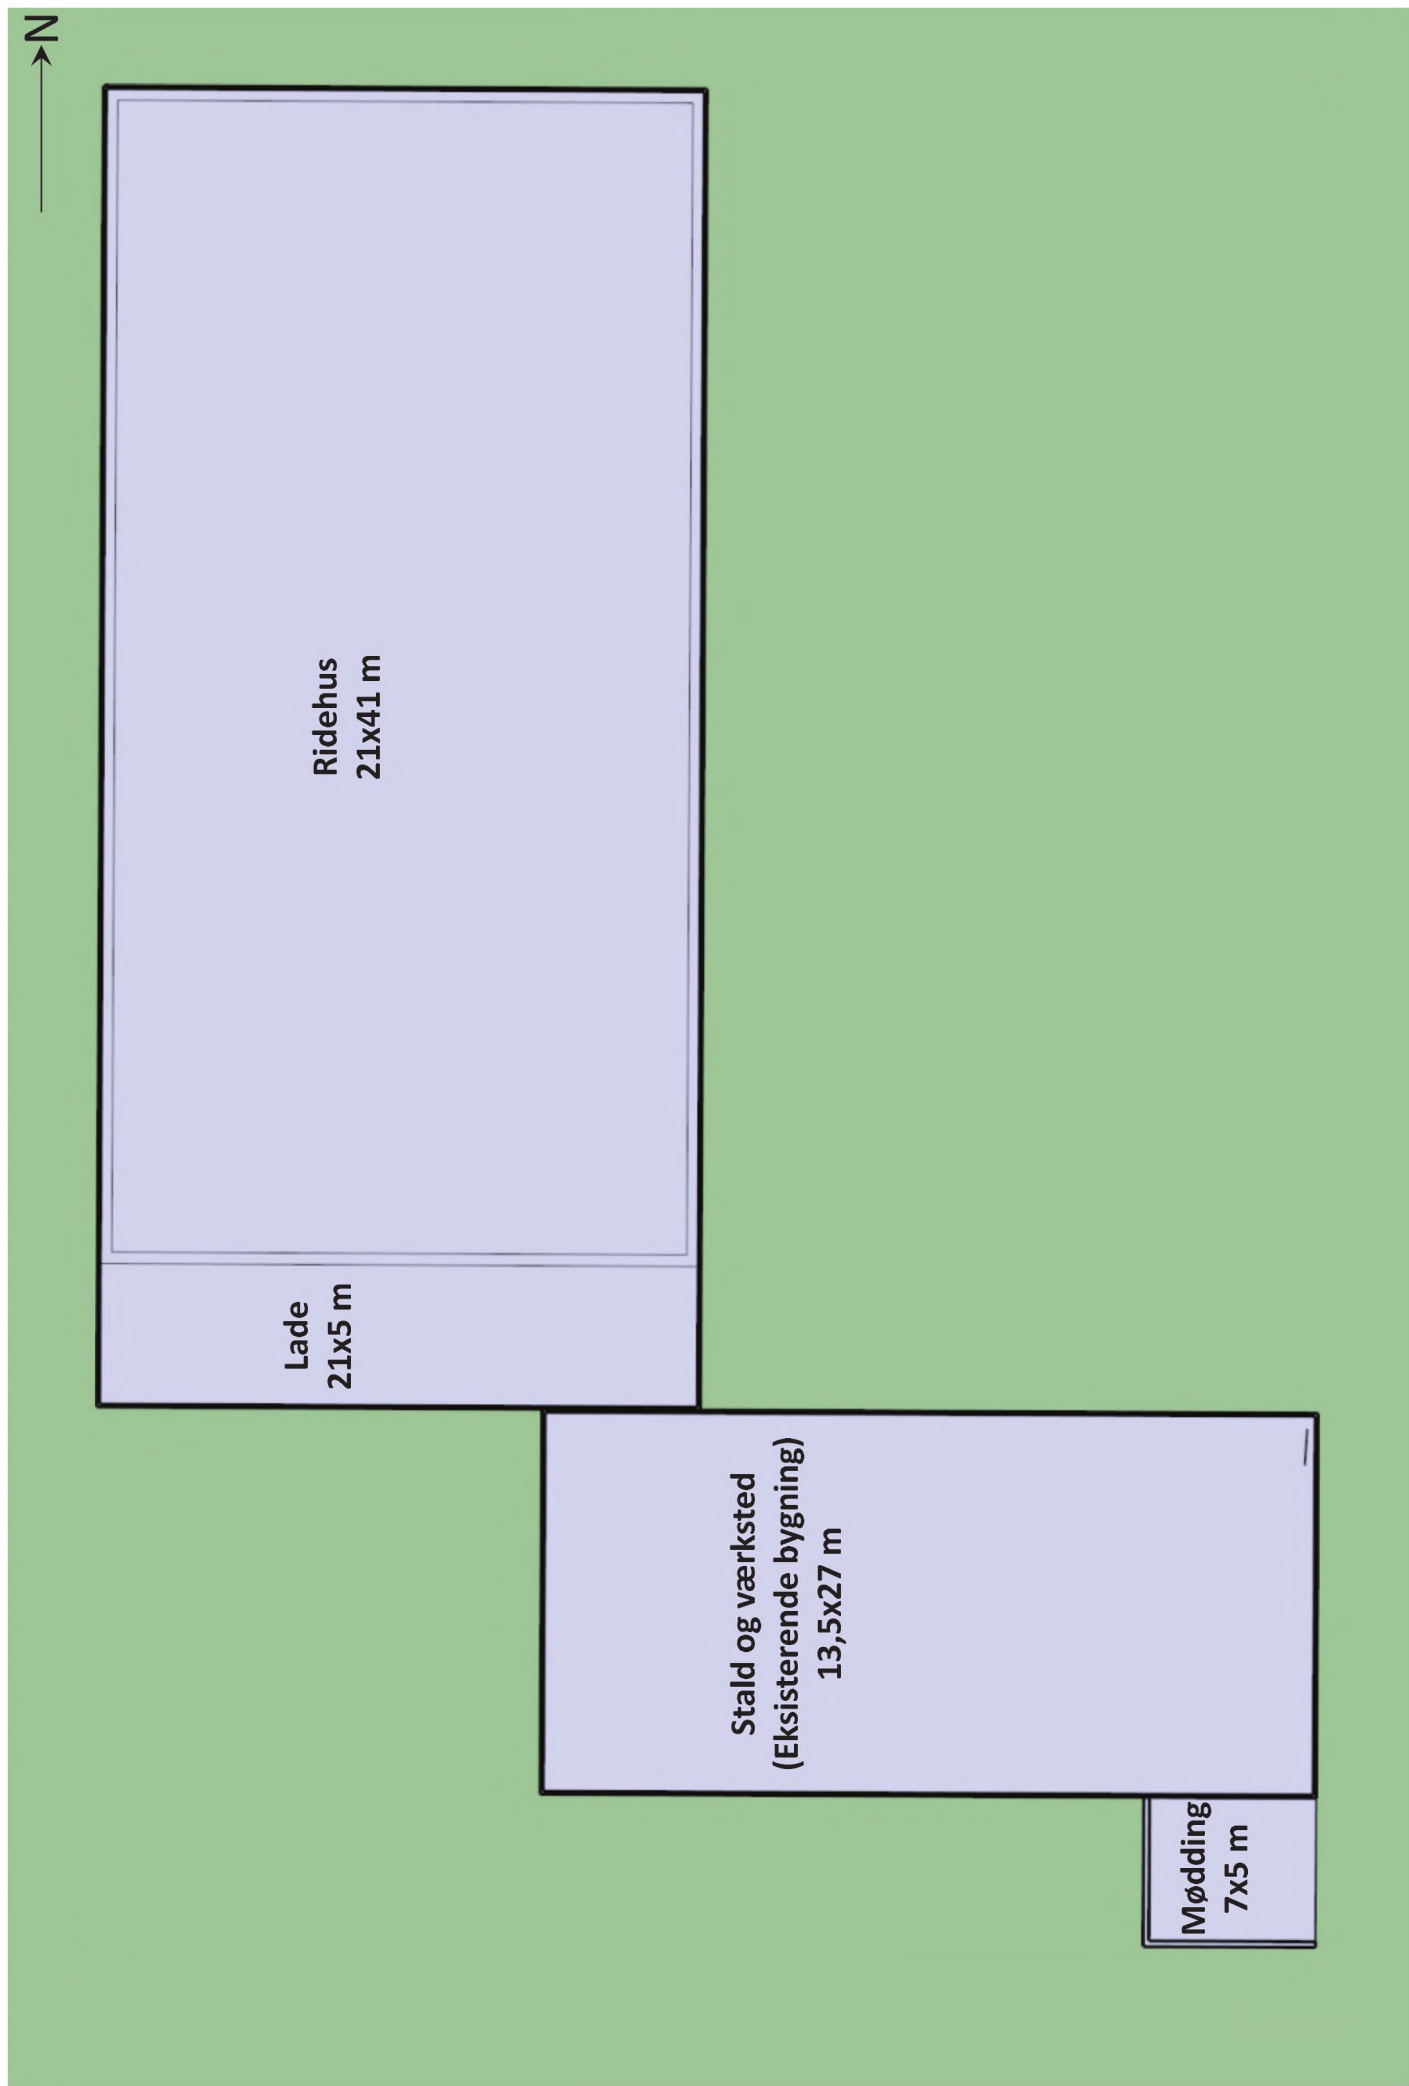 N
Ridehus
21x41 m
Lade
21x5 m
Stald og værksted
(Eksisterende bygning)
13,5x27 m
Mødding
7x5 m